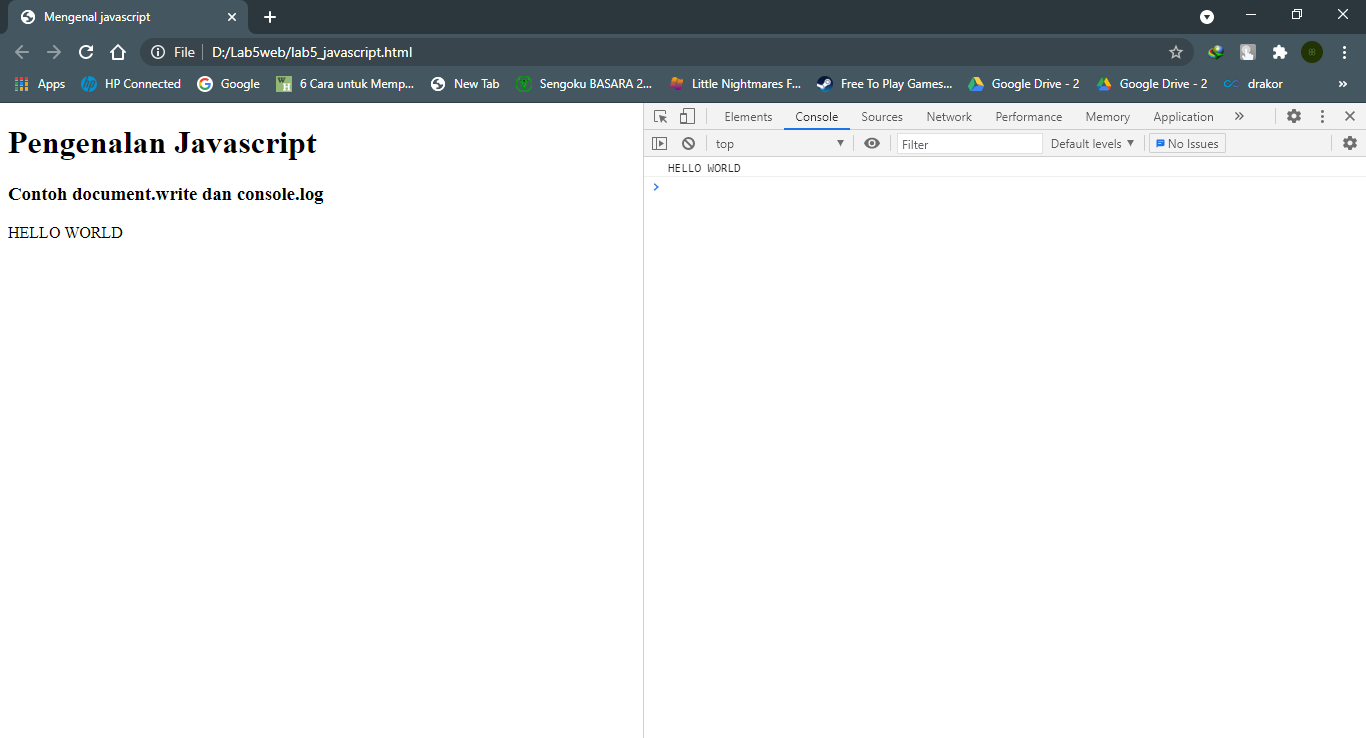 Mengenal javascript
File D:/Lab5web/lab5_javascript.html
Apps HP Connected Google 6 Cara untuk Memp... New Tab Sengoku BASARA 2... Little Nightmares F... Free To Play Games... Google Drive - 2 Google Drive - 2 drakor »
Pengenalan Javascript
Contoh document.write dan console.log
HELLO WORLD
Elements Console Sources Network Performance Memory Application »
top Filter Default levels No Issues
HELLO WORLD